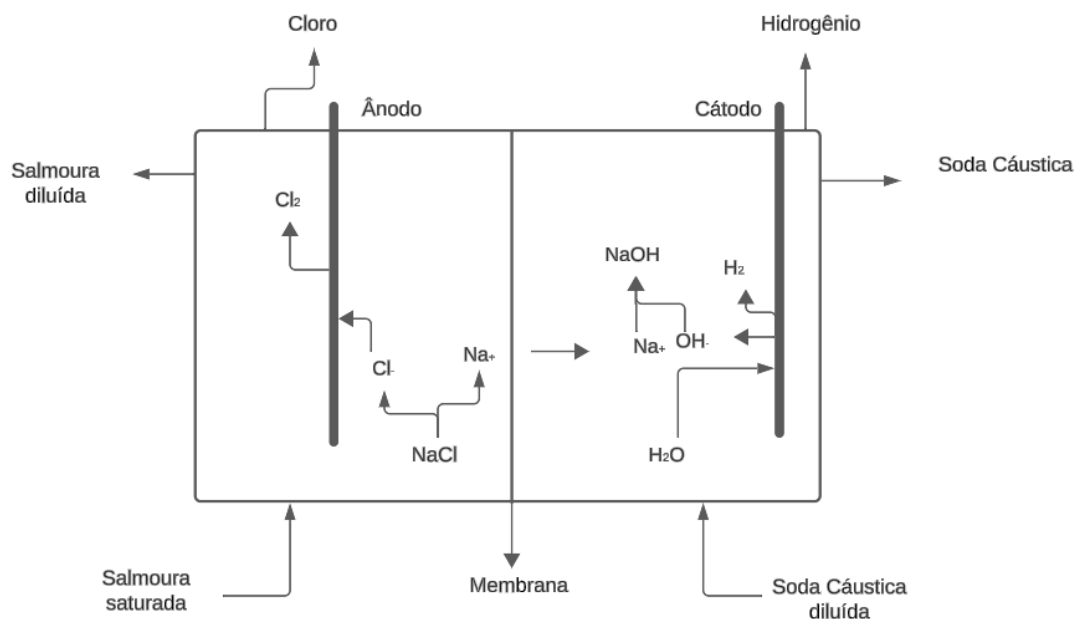 Cloro
Hidrogênio
Ânodo
Cátodo
Salmoura
diluída
Soda Cáustica
Cl2
NaOH
H2
Na+
OH-
Na+
Cl-
NaCl
H2O
Membrana
Salmoura
saturada
Soda Cáustica
diluída